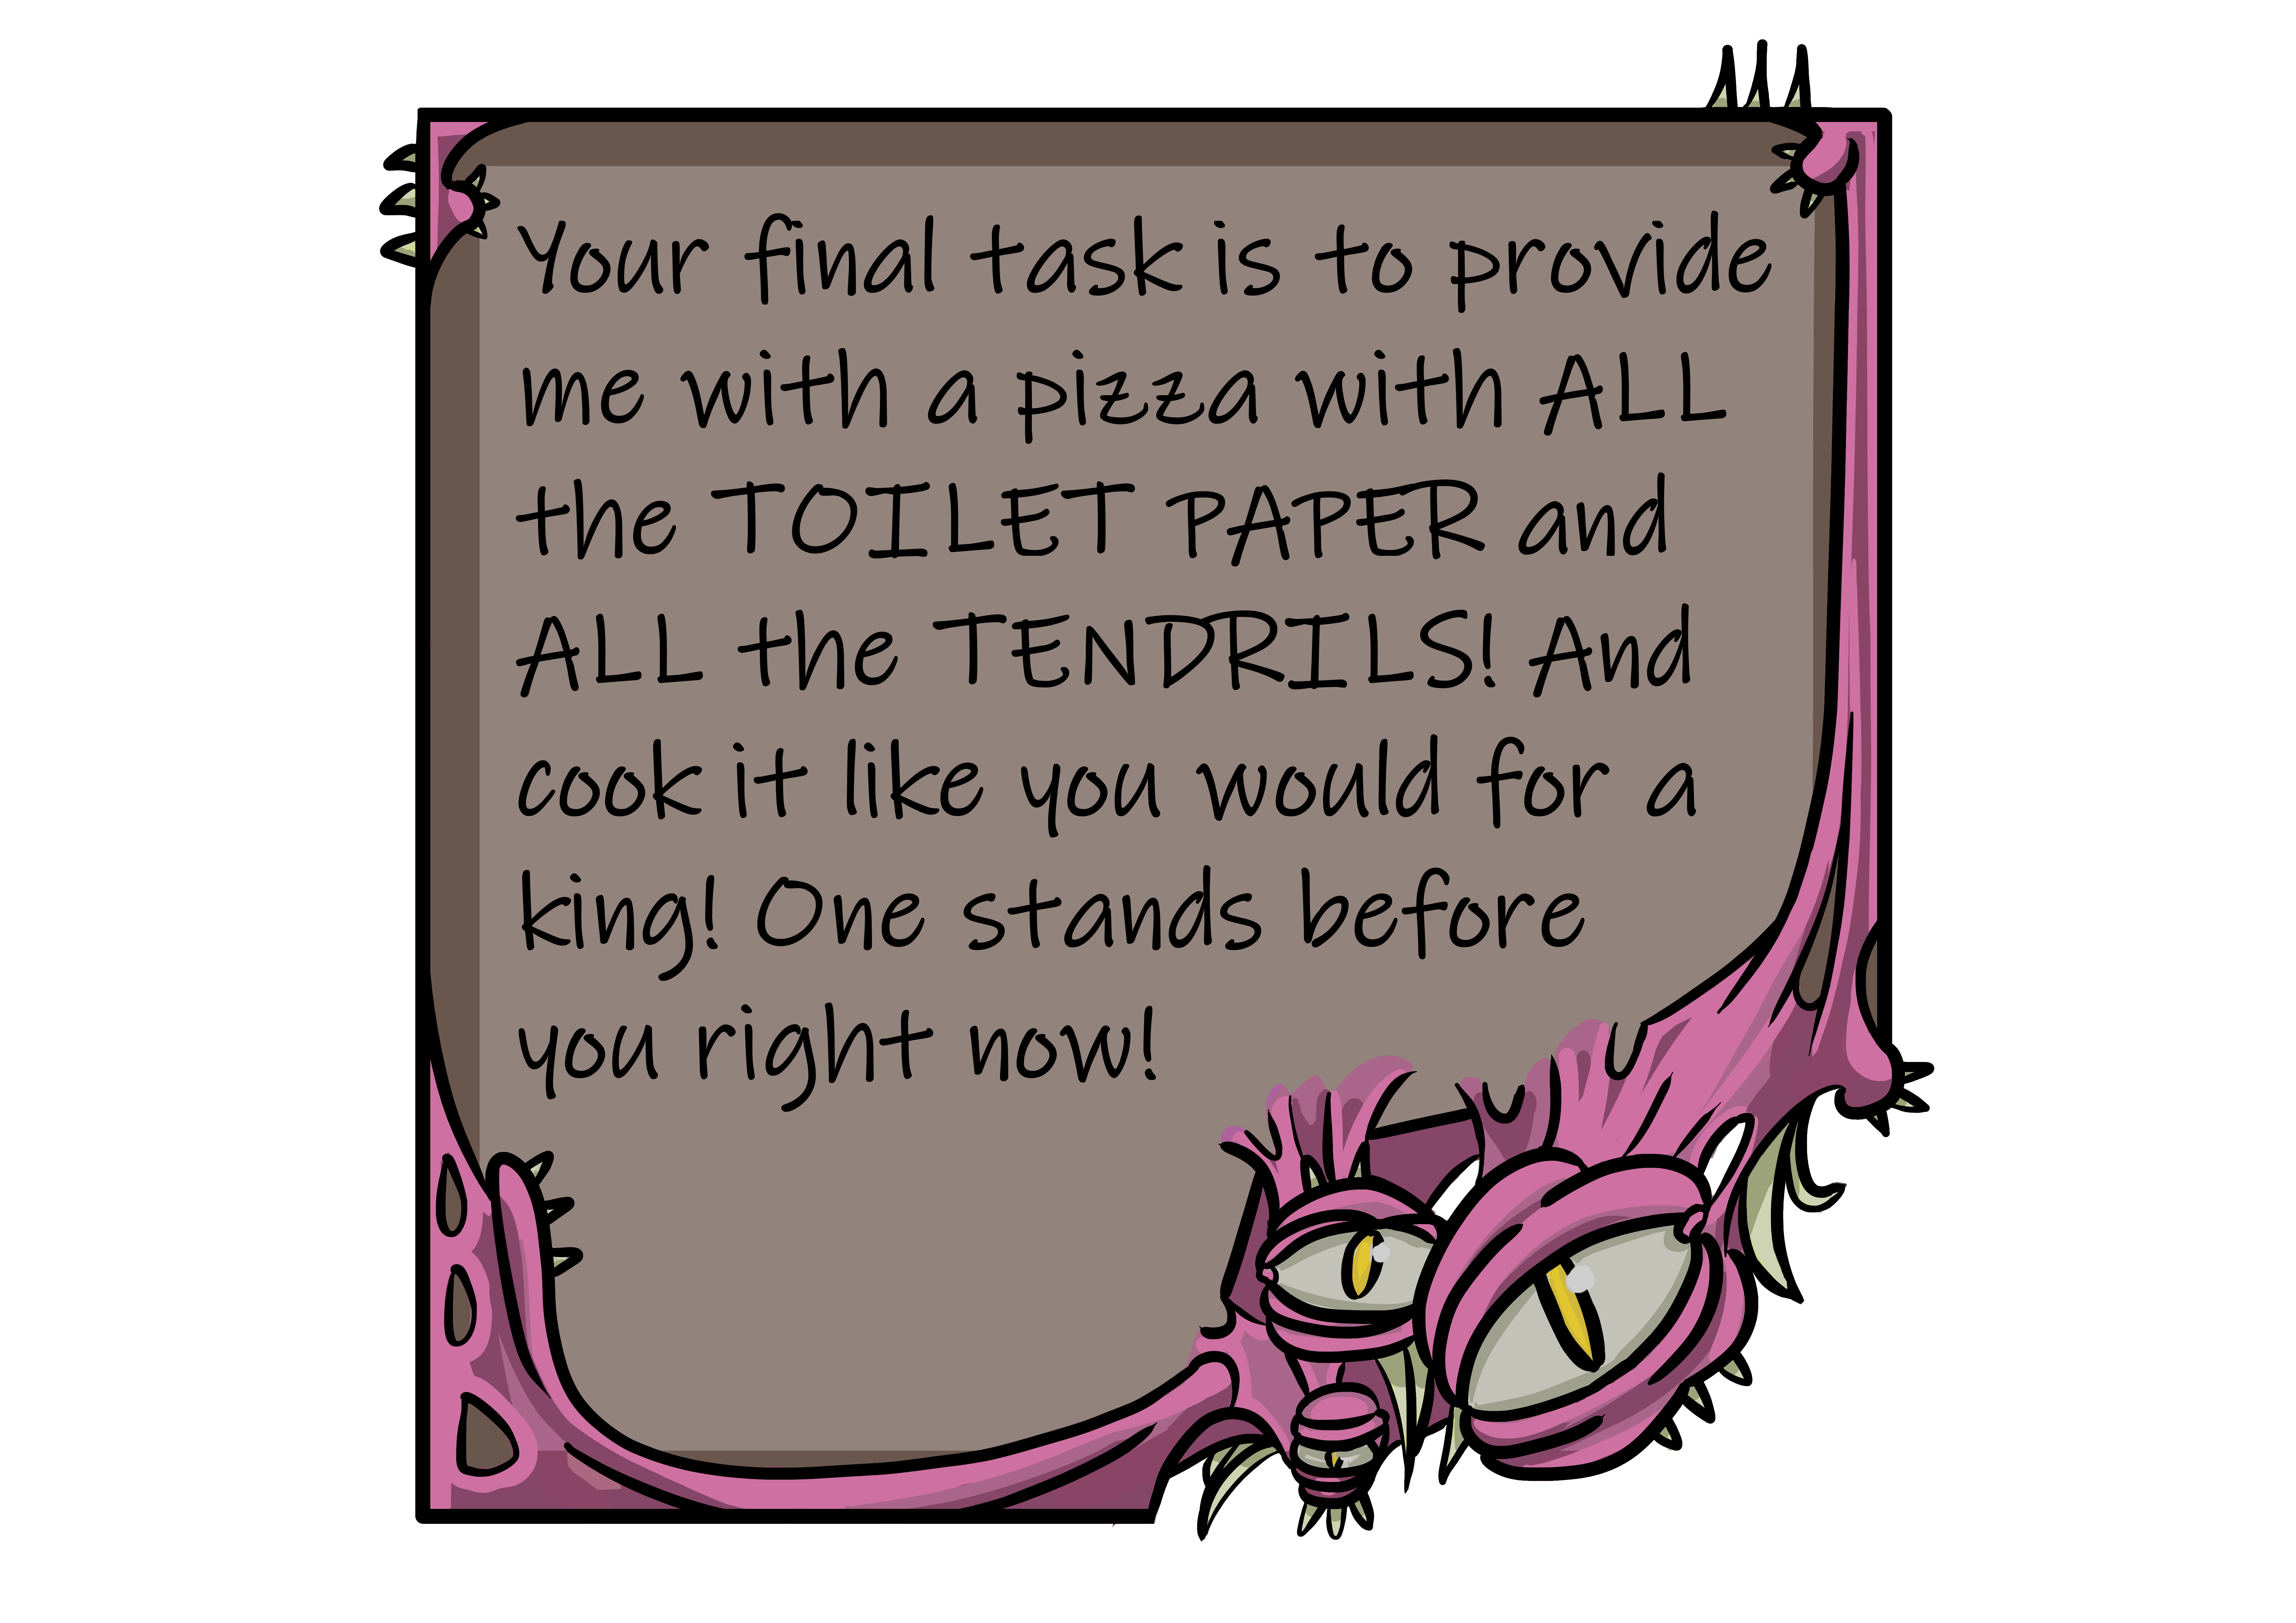 Your final task is to provide
me with a pizza with ALL
the TOILET PAPER and
ALL the TENDRILS! And
cook it like you would for a
king! One stands before
you right now!